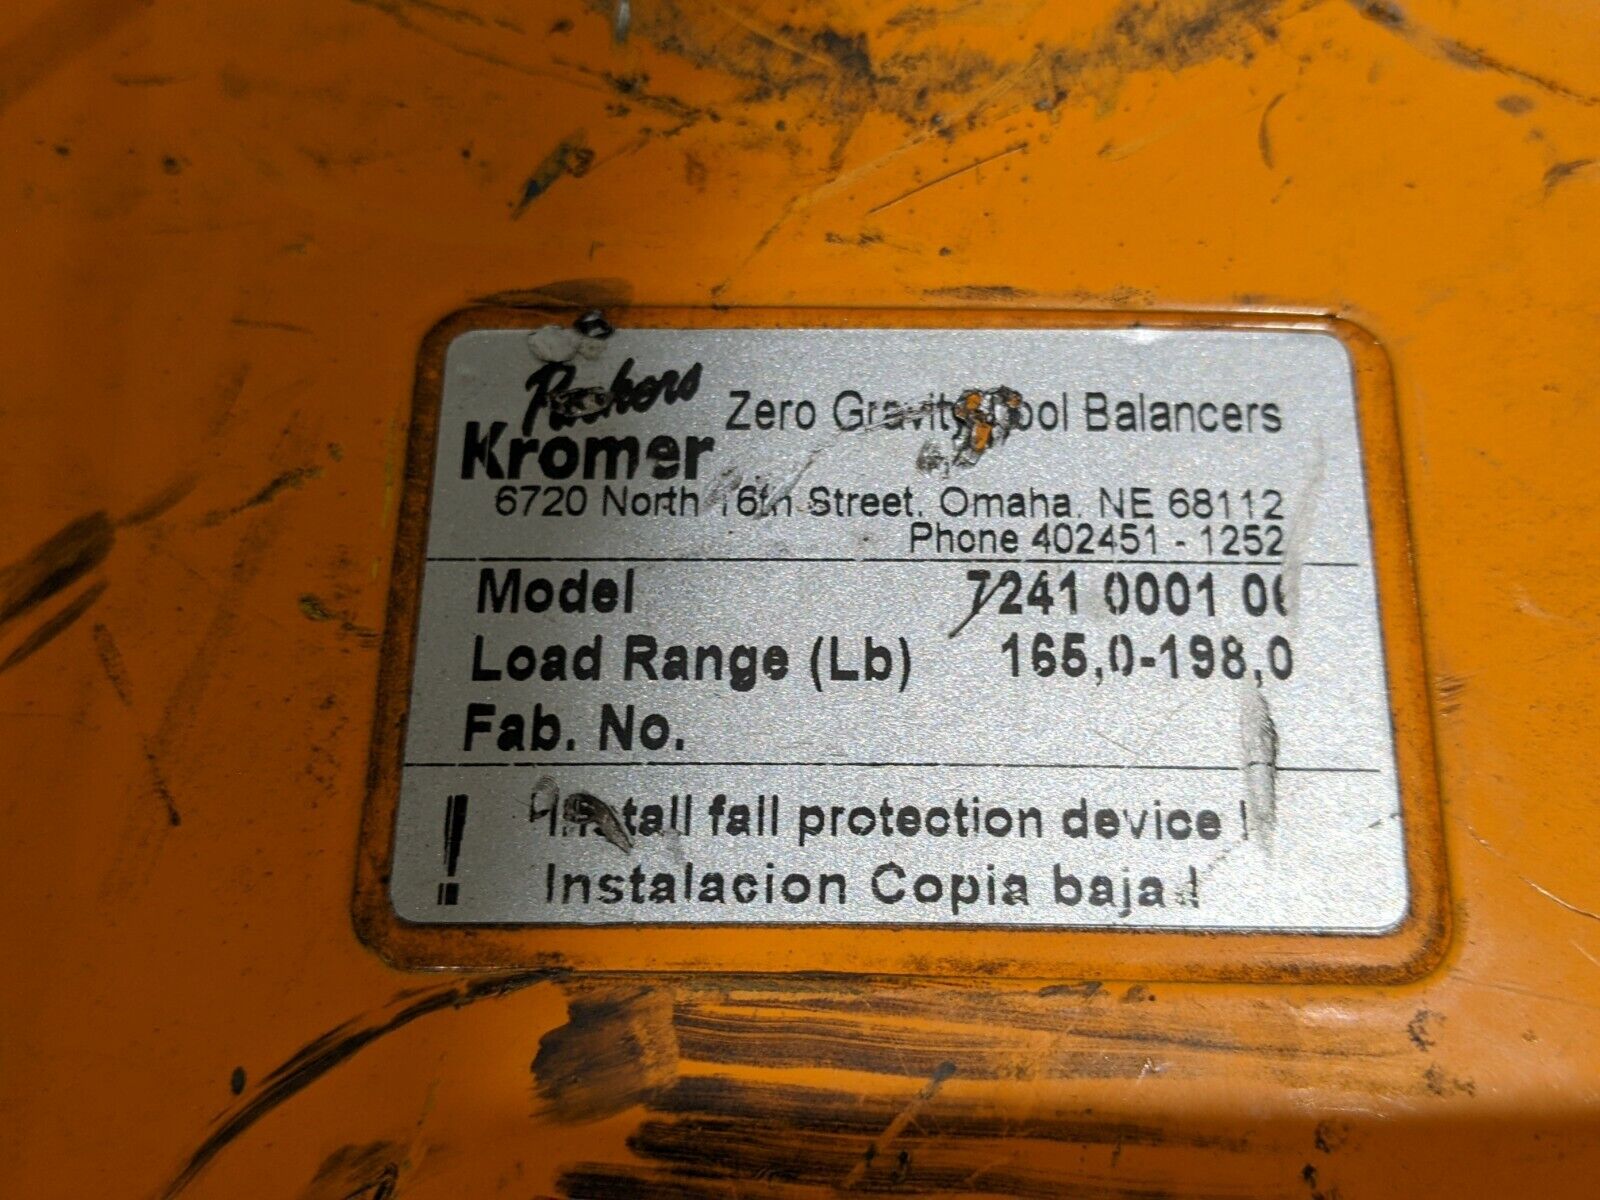 Packers
Kromer
Zero Gravity Tool Balancers
6720 North 16th Street, Omaha, NE 68112
Phone 402451 - 1252
Model 7241 0001 0
Load Range (Lb) 165,0-198,0
Fab. No.
! Install fall protection device !
Instalacion Copia baja !